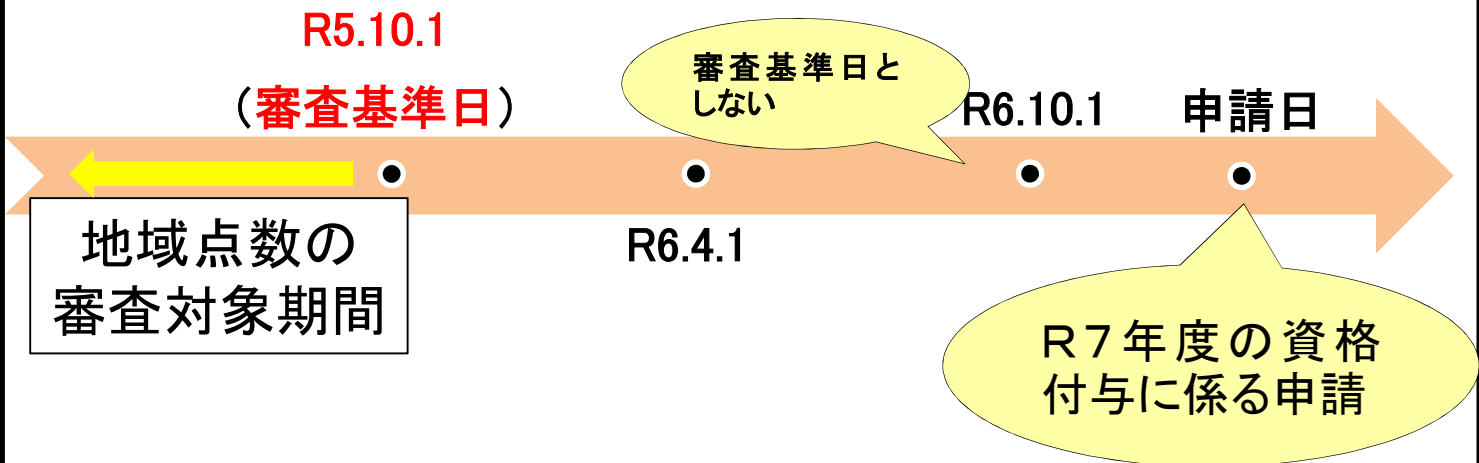 R5.10.1
（審査基準日）
審査基準日と
しない
R6.10.1
申請日
地域点数の
審査対象期間
R6.4.1
Ｒ７年度の資格
付与に係る申請